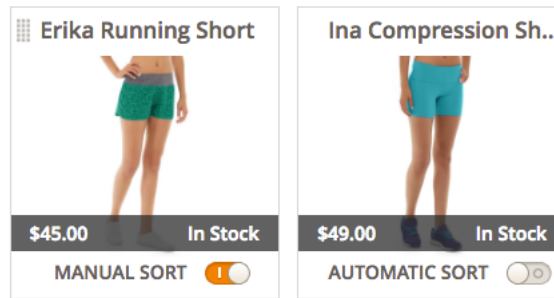 Erika Running Short
$45.00 In Stock
MANUAL SORT
Ina Compression Sh..
$49.00 In Stock
AUTOMATIC SORT